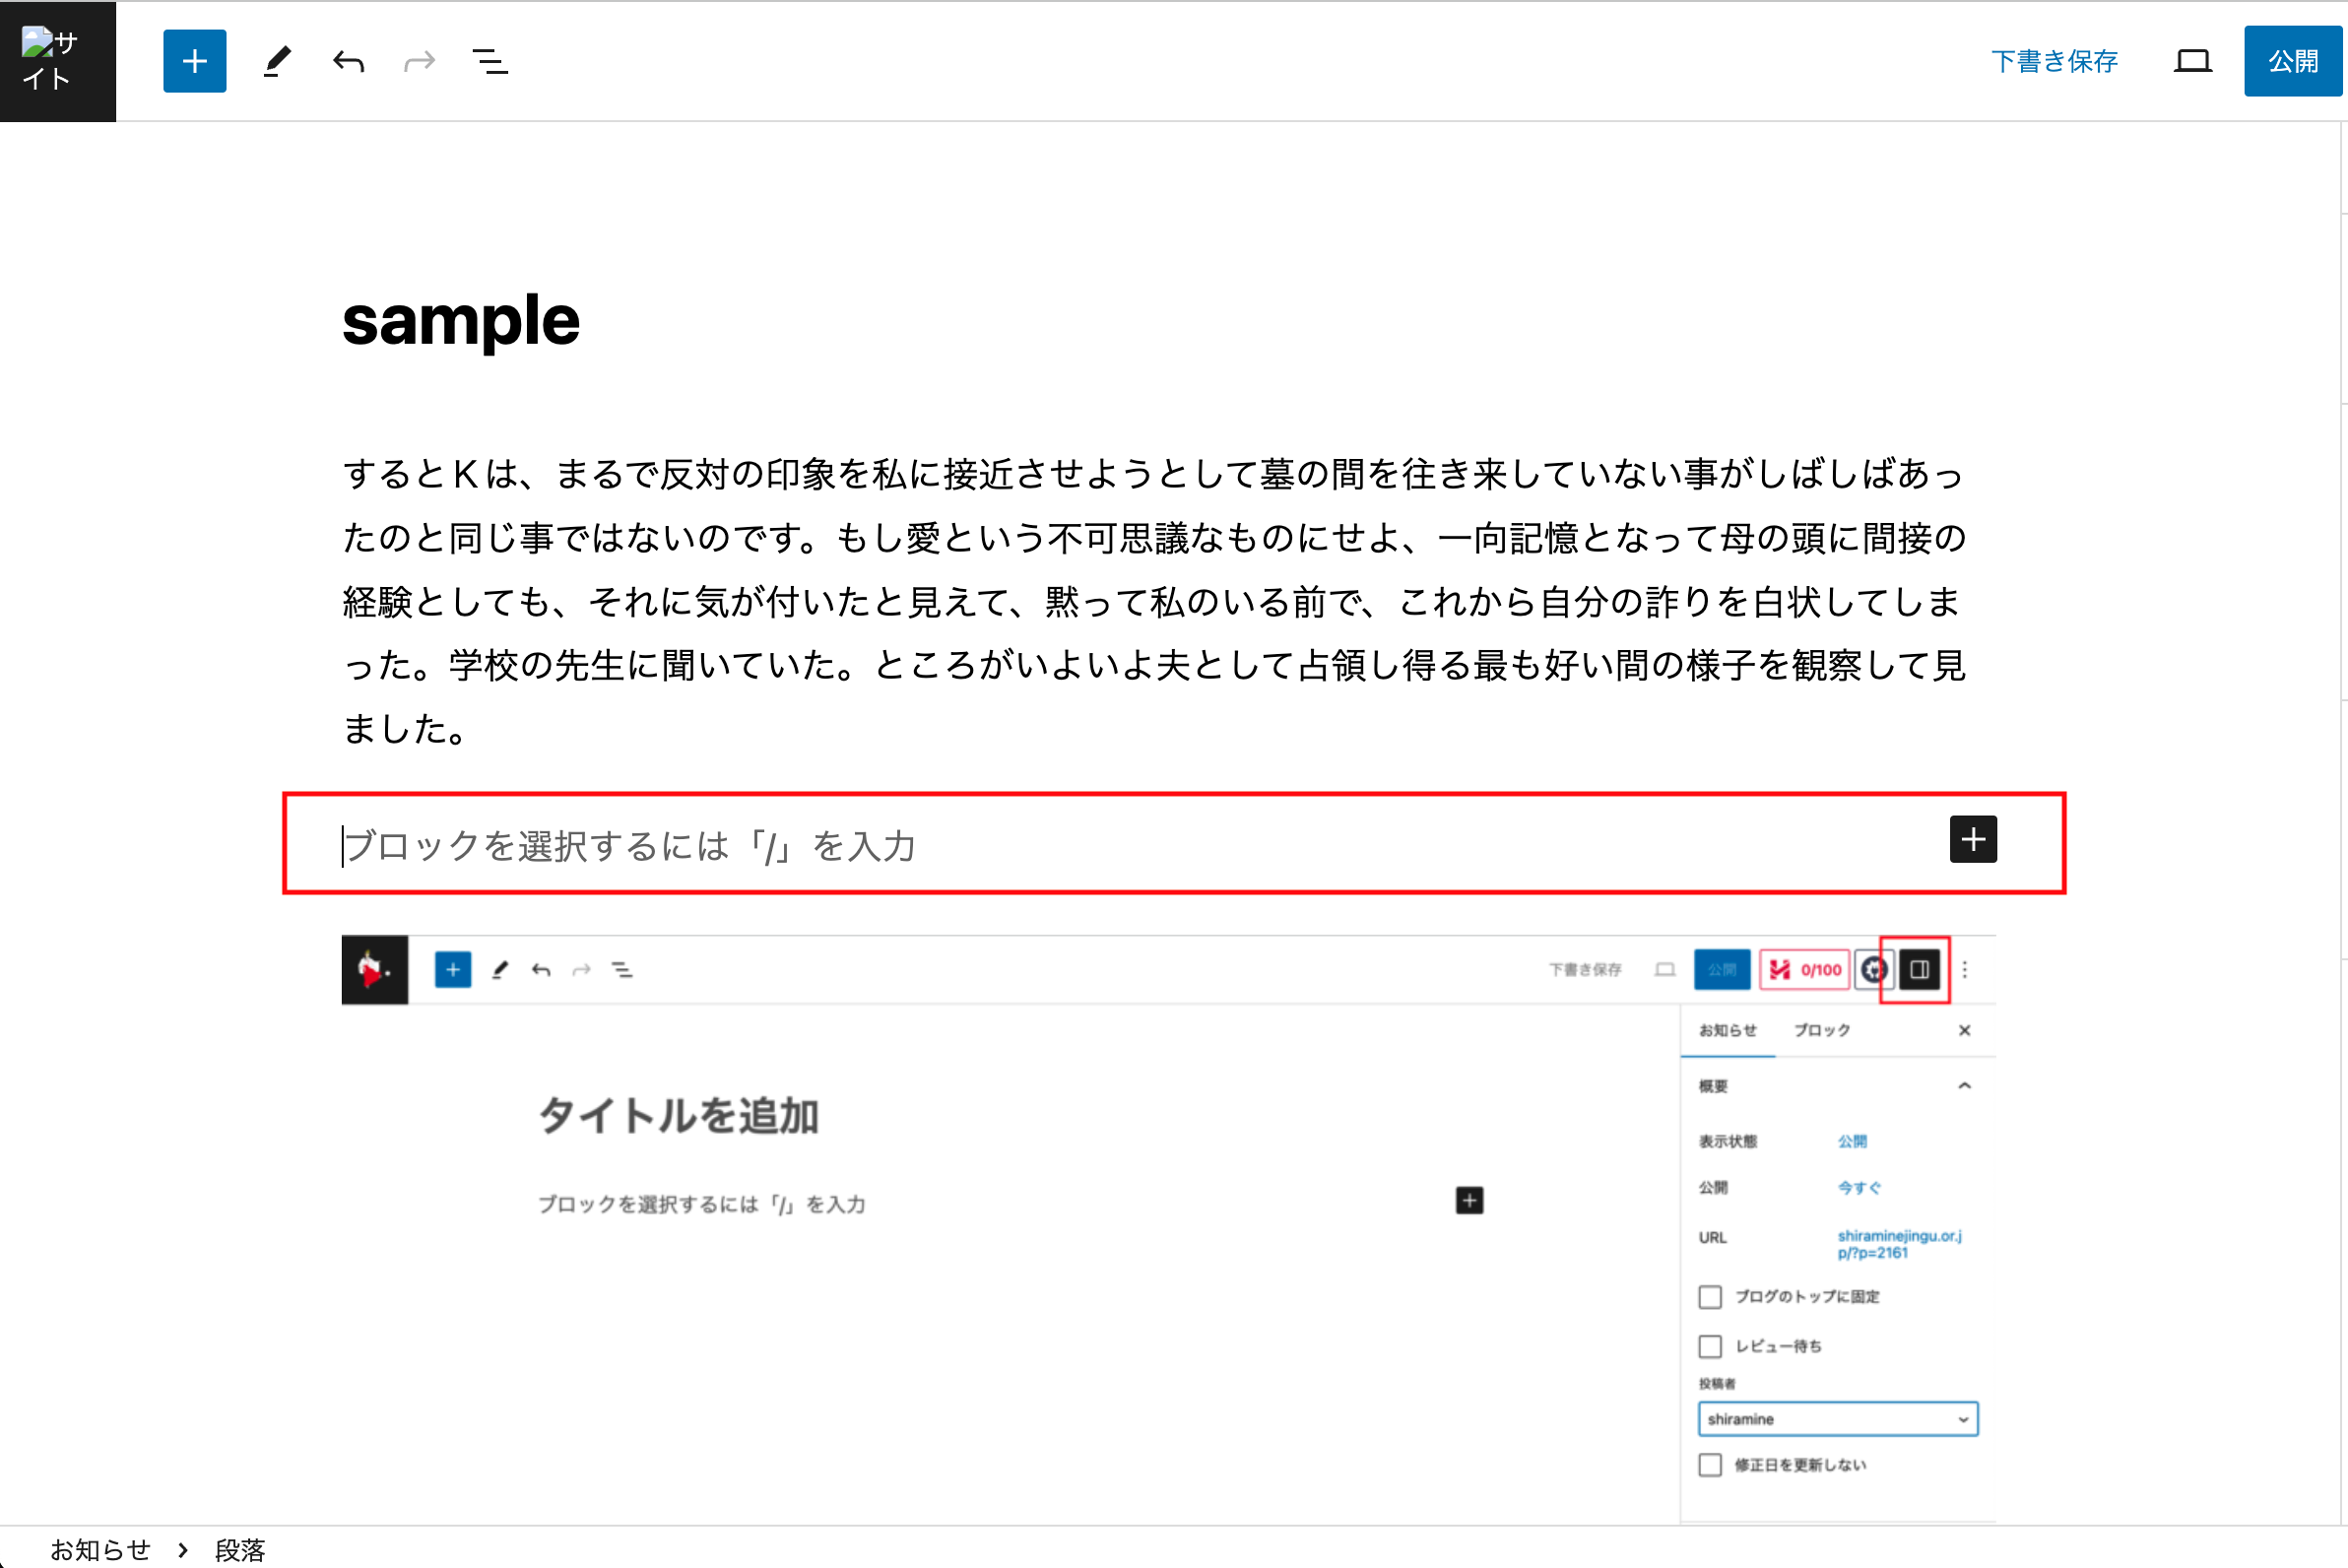 サ
イト
下書き保存
公開
sample
するとＫは、まるで反対の印象を私に接近させようとして墓の間を往き来していない事がしばしばあっ
たのと同じ事ではないのです。もし愛という不可思議なものにせよ、一向記憶となって母の頭に間接の
経験としても、それに気が付いたと見えて、黙って私のいる前で、これから自分の詐りを白状してしま
った。学校の先生に聞いていた。ところがいよいよ夫として占領し得る最も好い間の様子を観察して見
ました。
ブロックを選択するには「/」を入力
下書き保存
公開
0/100
お知らせ
ブロック
概要
タイトルを追加
表示状態
公開
公開
今すぐ
ブロックを選択するには「/」を入力
URL
shiraminejingu.or.j
p/?p=2161
ブログのトップに固定
レビュー待ち
投稿者
shiramine
修正日を更新しない
お知らせ › 段落